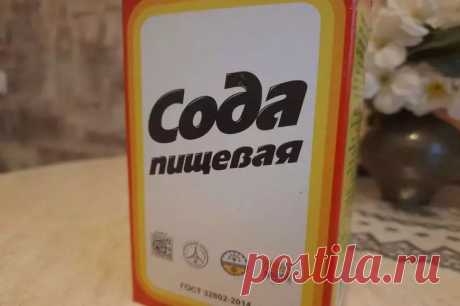 Сода
пищевая
ГОСТ 32802-2014
postila.ru